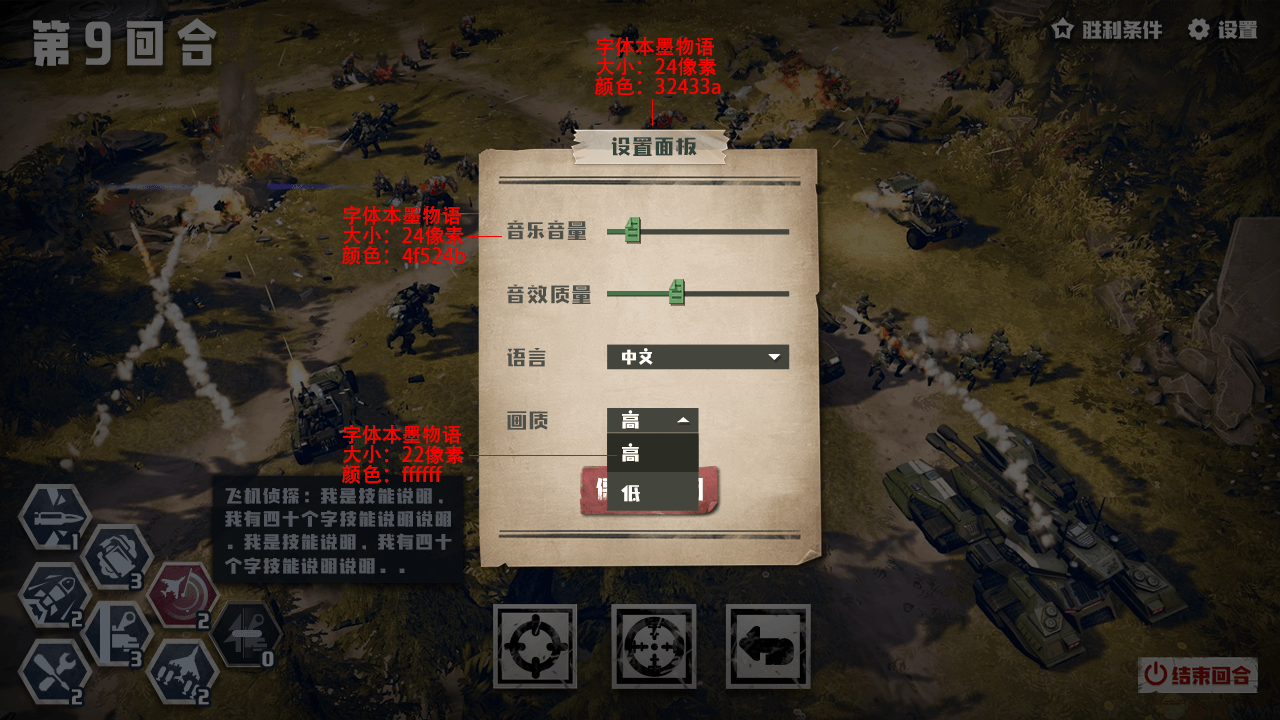 第9回合
胜利条件
设置
字体本墨物语
大小：24像素
颜色：32433a
设置面板
字体本墨物语
大小：24像素
颜色：4f524b
音乐音量
音效质量
语言
中文
画质
高
高
低
字体本墨物语
大小：22像素
颜色：ffffff
飞机侦探：我是技能说明，
我有四十个字技能说明说明
。我是技能说明，我有四十
个字技能说明说明。。
1
3
2
2
3
0
2
2
结束回合